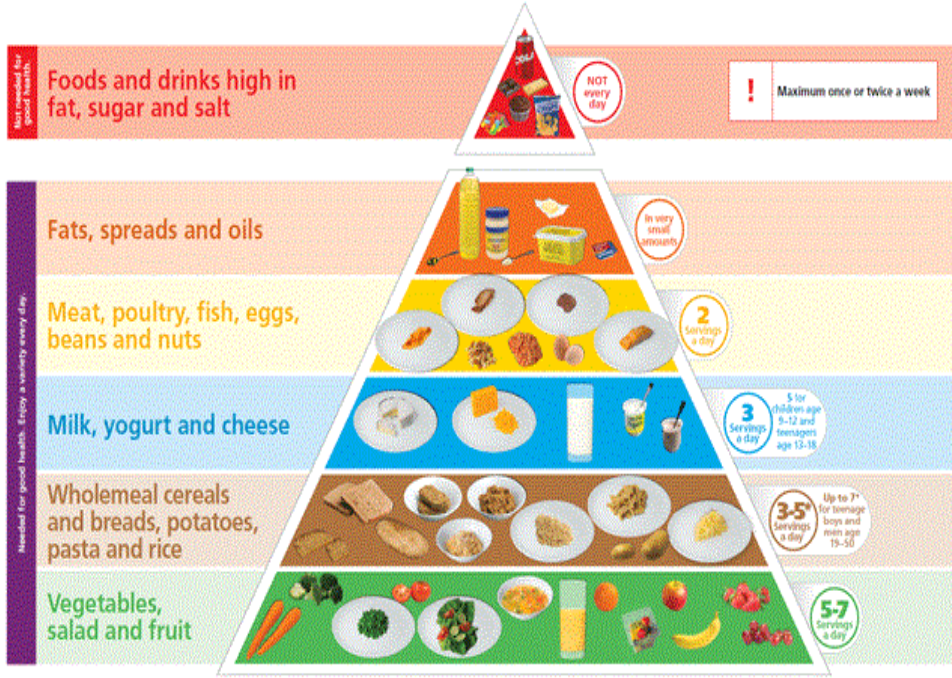 Not needed for
good health.
Foods and drinks high in
fat, sugar and salt
NOT
every
day
!
Maximum once or twice a week
Needed for good health. Enjoy a variety every day.
Fats, spreads and oils
In very
small
amounts
Meat, poultry, fish, eggs,
beans and nuts
2
Servings
a day
Milk, yogurt and cheese
3
Servings
a day
5 for
children age
9–12 and
teenagers
age 13–18
Wholemeal cereals
and breads, potatoes,
pasta and rice
3-5*
Servings
a day
Up to 7*
for teenage
boys and
men age
19–50
Vegetables,
salad and fruit
5-7
Servings
a day